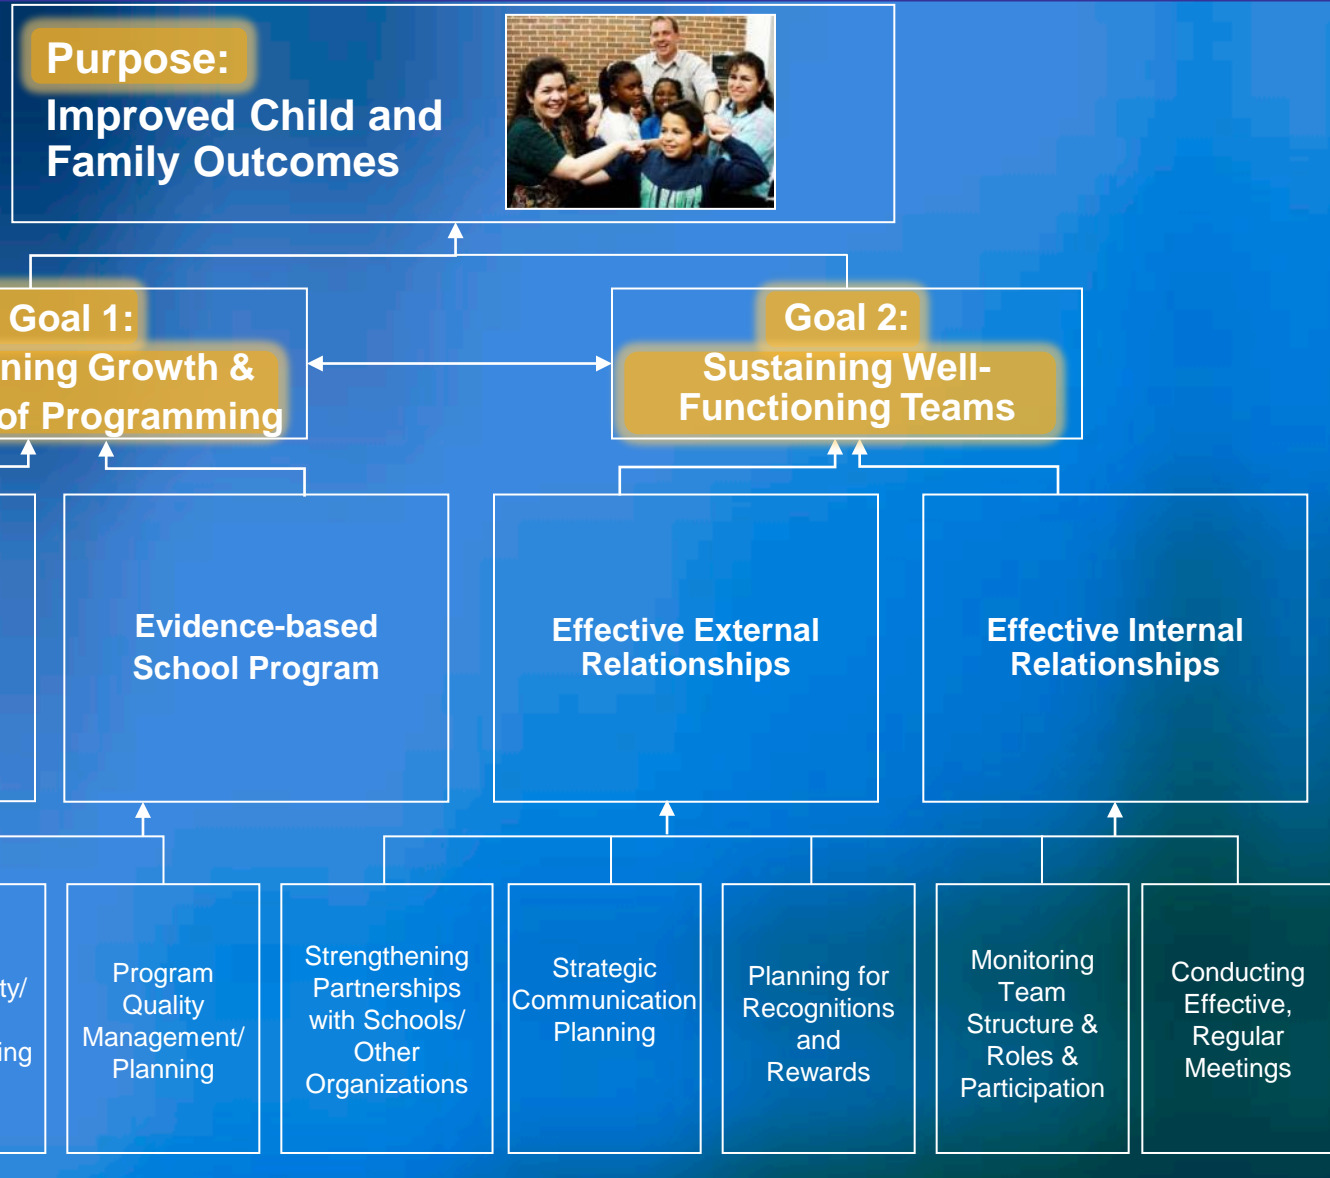 Purpose:
Improved Child and
Family Outcomes
Goal 1:
ning Growth &
of Programming
Goal 2:
Sustaining Well-
Functioning Teams
Evidence-based
School Program
Effective External
Relationships
Effective Internal
Relationships
ty/
ing
Program
Quality
Management/
Planning
Strengthening
Partnerships
with Schools/
Other
Organizations
Strategic
Communication
Planning
Planning for
Recognitions
and
Rewards
Monitoring
Team
Structure &
Roles &
Participation
Conducting
Effective,
Regular
Meetings